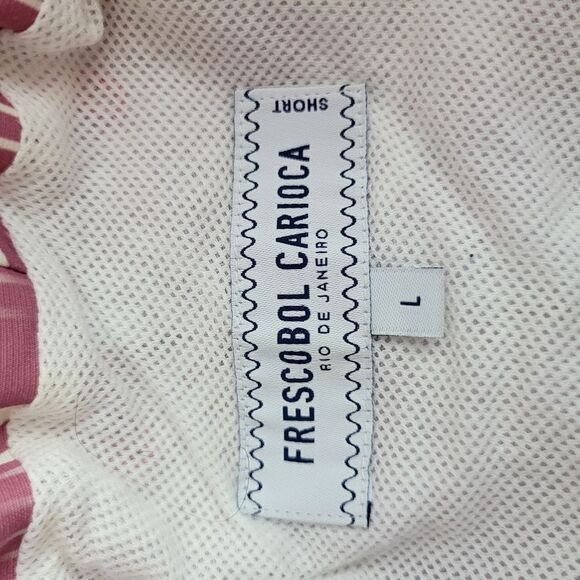 SHORT
FRESCOBOL CARIOCA
RIO DE JANEIRO
L